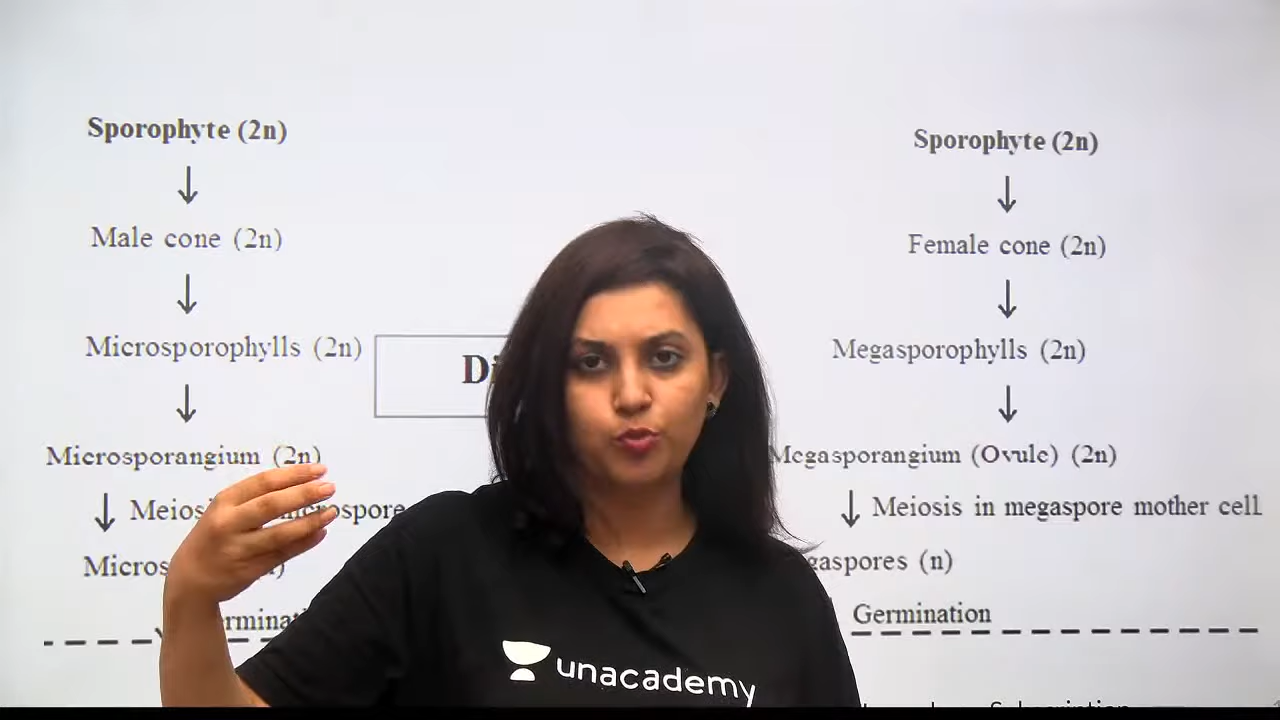 Sporophyte (2n)
↓
Male cone (2n)
↓
Microsporophylls (2n)
↓
Microsporangium (2n)
↓
Sporophyte (2n)
↓
Female cone (2n)
↓
Megasporophylls (2n)
↓
Megasporangium (Ovule) (2n)
↓ Meiosis in megaspore mother cell
(n)
Germination
unacademy